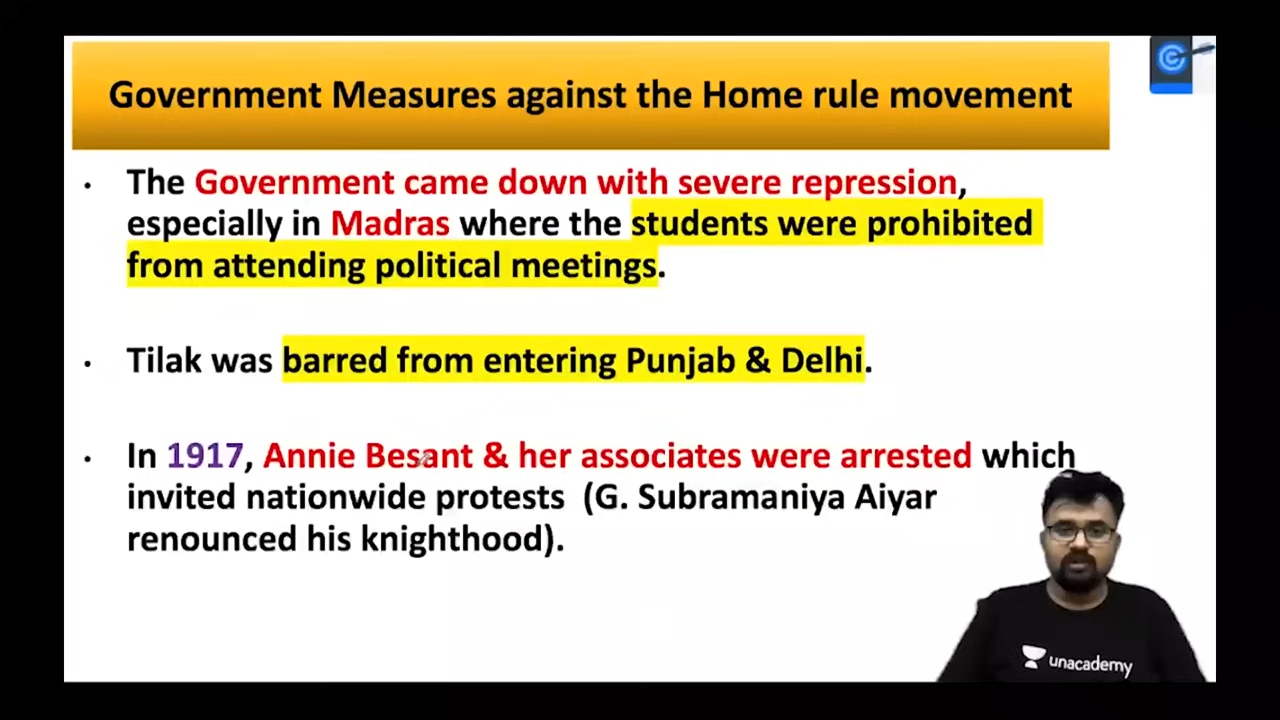 Government Measures against the Home rule movement
• The Government came down with severe repression,
especially in Madras where the students were prohibited
from attending political meetings.
• Tilak was barred from entering Punjab & Delhi.
• In 1917, Annie Besant & her associates were arrested which
invited nationwide protests (G. Subramaniya Aiyar
renounced his knighthood).
unacademy